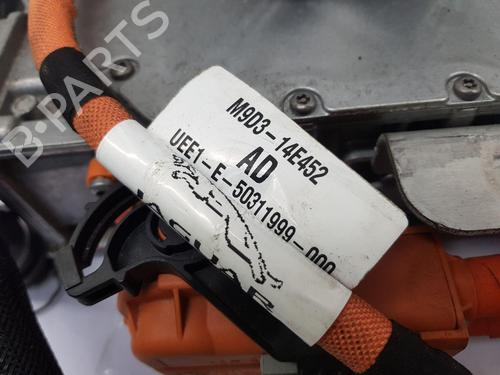 B-PARTS
M9D3-14E452
AD
UEE1-E-50311999-000
JAGUAR